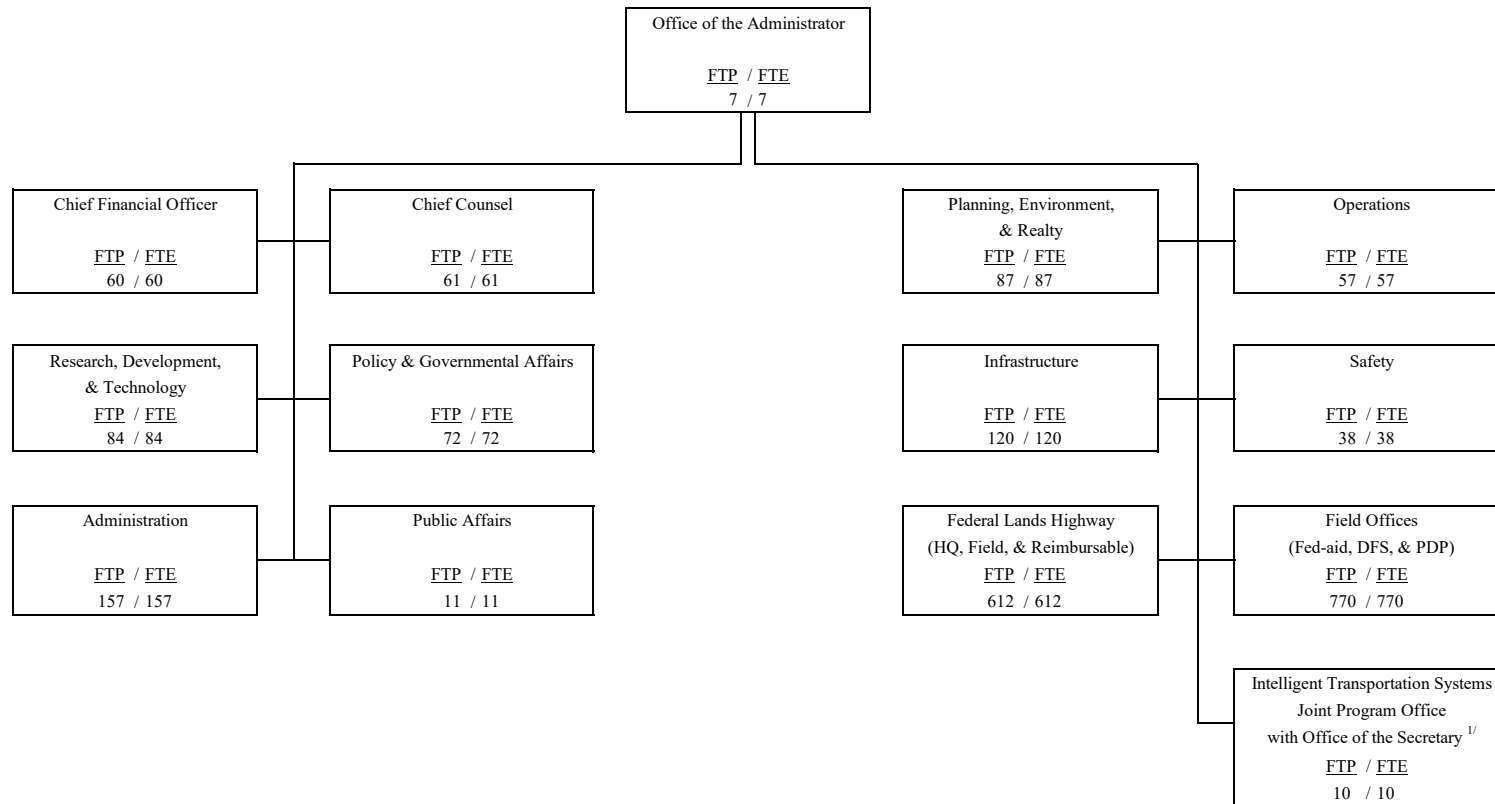 Office of the Administrator
FTP / FTE
7 / 7
Chief Financial Officer
FTP / FTE
60 / 60
Chief Counsel
FTP / FTE
61 / 61
Planning, Environment,
& Realty
FTP / FTE
87 / 87
Operations
FTP / FTE
57 / 57
Research, Development,
& Technology
FTP / FTE
84 / 84
Policy & Governmental Affairs
FTP / FTE
72 / 72
Infrastructure
FTP / FTE
120 / 120
Safety
FTP / FTE
38 / 38
Administration
FTP / FTE
157 / 157
Public Affairs
FTP / FTE
11 / 11
Federal Lands Highway
(HQ, Field, & Reimbursable)
FTP / FTE
612 / 612
Field Offices
(Fed-aid, DFS, & PDP)
FTP / FTE
770 / 770
Intelligent Transportation Systems
Joint Program Office
with Office of the Secretary 1/
FTP / FTE
10 / 10